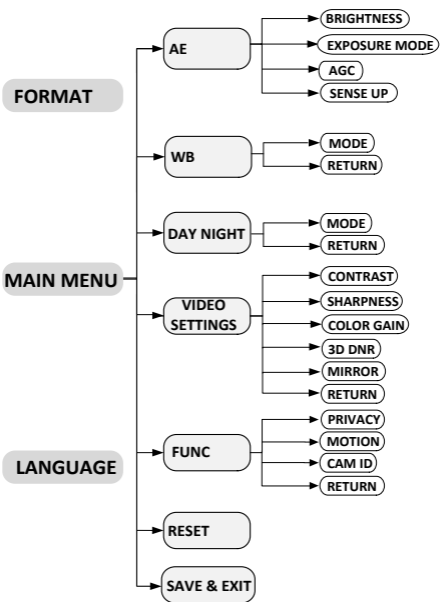 FORMAT
MAIN MENU
LANGUAGE
AE
BRIGHTNESS
EXPOSURE MODE
AGC
SENSE UP
WB
MODE
RETURN
DAY NIGHT
MODE
RETURN
VIDEO
SETTINGS
CONTRAST
SHARPNESS
COLOR GAIN
3D DNR
MIRROR
RETURN
FUNC
PRIVACY
MOTION
CAM ID
RETURN
RESET
SAVE & EXIT